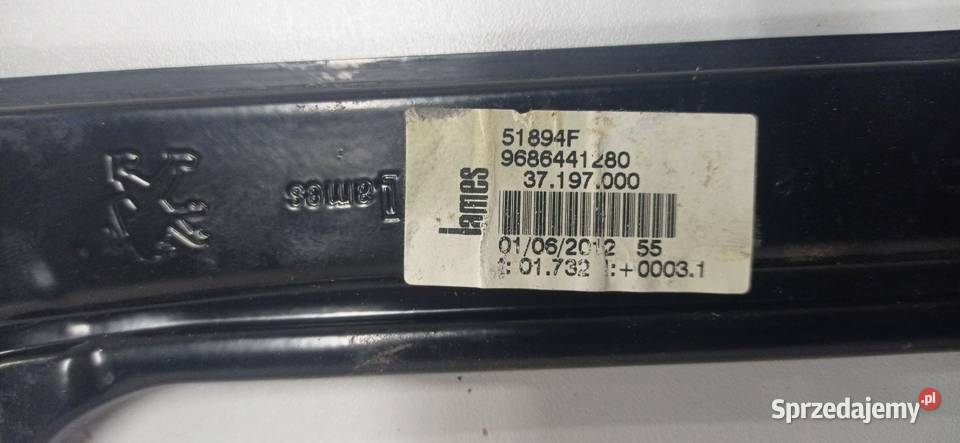 51894F
9686441280
37.197.000
James
01/06/2012 55
: 01.732 :+0003.1
James
Sprzedajemy.pl